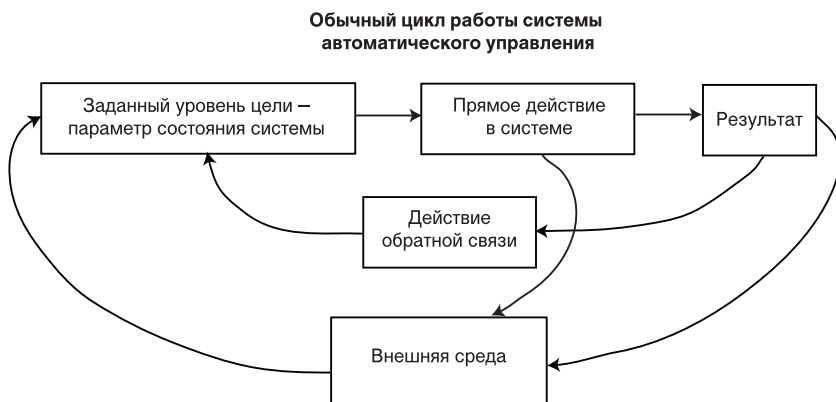 Обычный цикл работы системы
автоматического управления
Заданный уровень цели –
параметр состояния системы
Прямое действие
в системе
Результат
Действие
обратной связи
Внешняя среда